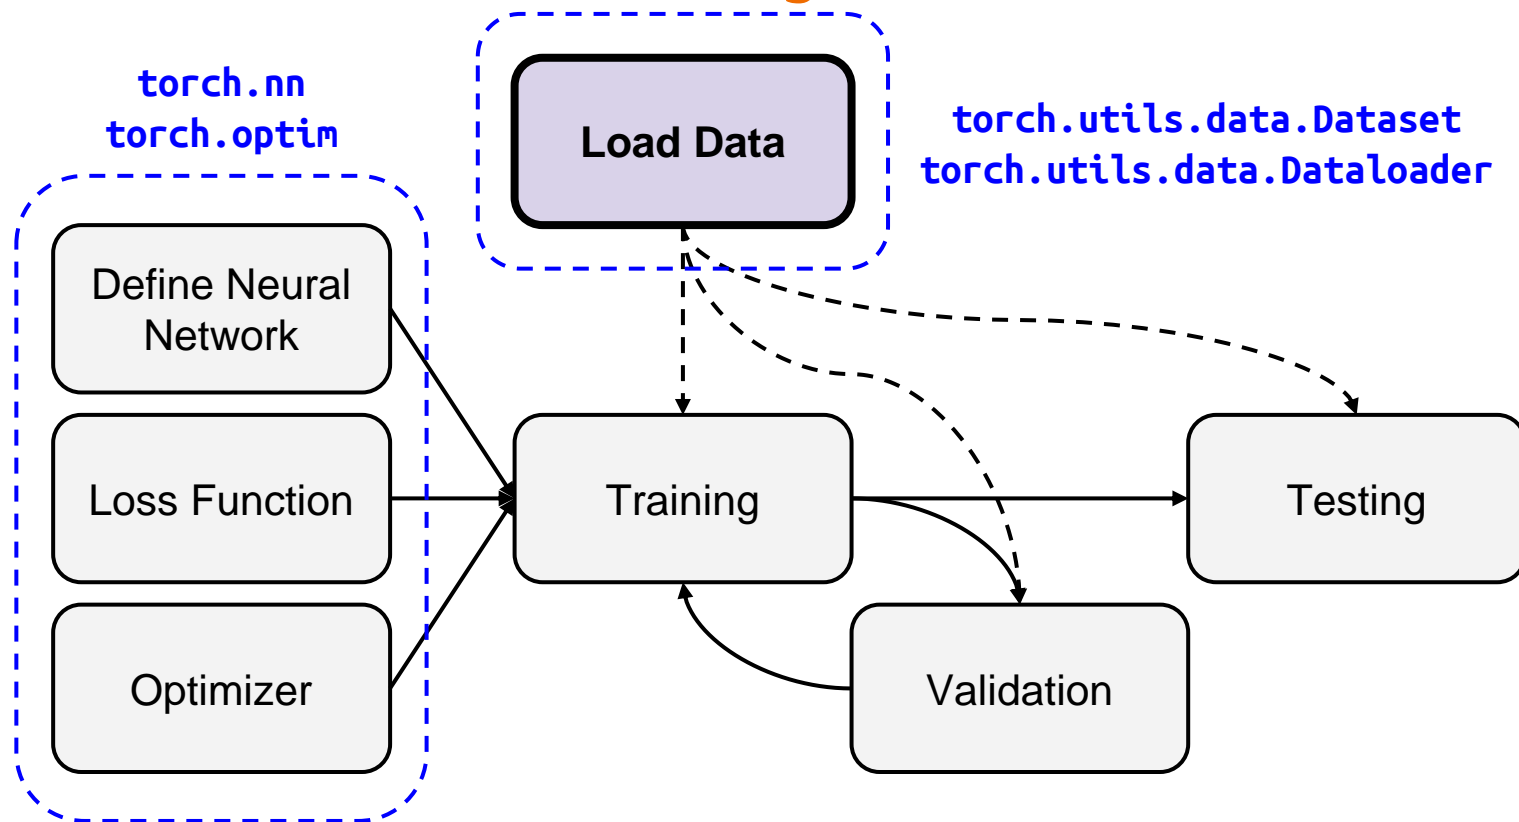 torch.nn
torch.optim
Load Data
torch.utils.data.Dataset
torch.utils.data.Dataloader
Define Neural
Network
Loss Function
Training
Testing
Optimizer
Validation